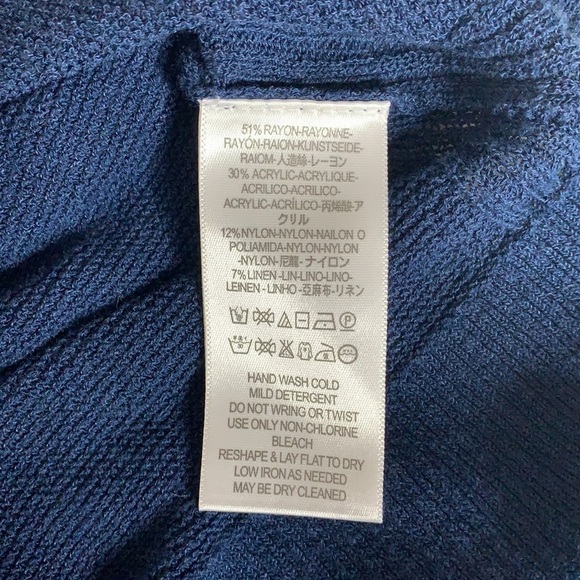 51% RAYON-RAYONNE-
RAYÓN-RAION-KUNSTSEIDE-
RAIOM-人造絲-レーヨン
30% ACRYLIC-ACRYLIQUE-
ACRILICO-ACRILICO-
ACRYLIC-ACRÍLICO-丙烯酸-ア
クリル
12%NYLON-NYLON-NAILON O
POLIAMIDA-NYLON-NYLON
-NYLON-尼龍- ナイロン
7% LINEN -LIN-LINO-LINO-
LEINEN - LINHO -亞麻布-リネン
HAND WASH COLD
MILD DETERGENT
DO NOT WRING OR TWIST
USE ONLY NON-CHLORINE
BLEACH
RESHAPE & LAY FLAT TO DRY
LOW IRON AS NEEDED
MAY BE DRY CLEANED